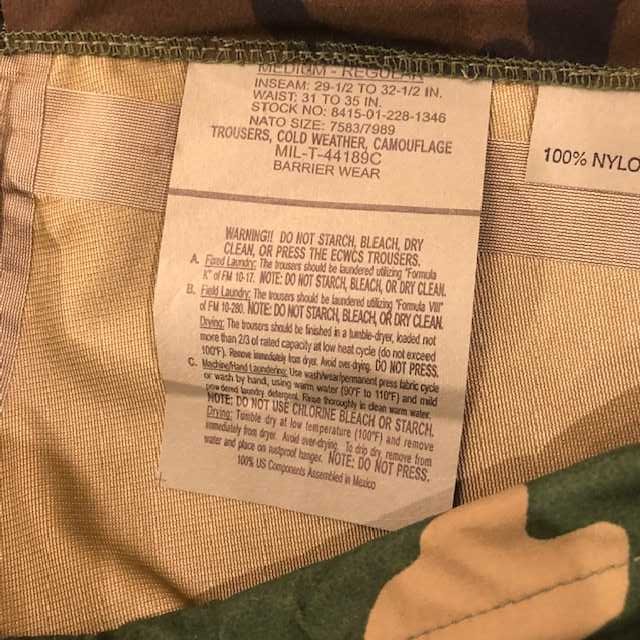 MEDIUM - REGULAR
INSEAM: 29-1/2 TO 32-1/2 IN.
WAIST: 31 TO 35 IN.
STOCK NO: 8415-01-228-1346
NATO SIZE: 7583/7989
TROUSERS, COLD WEATHER, CAMOUFLAGE
MIL-T-44189C
BARRIER WEAR
100% NYLO
WARNING!! DO NOT STARCH, BLEACH, DRY
CLEAN, OR PRESS THE ECWCS TROUSERS.
A. Fixed Laundry: The trousers should be laundered utilizing "Formula
K" of FM 10-17. NOTE: DO NOT STARCH, BLEACH, OR DRY CLEAN.
B. Field Laundry: The trousers should be laundered utilizing "Formula VIII"
of FM 10-280. NOTE: DO NOT STARCH, BLEACH, OR DRY CLEAN.
Drying: The trousers should be finished in a tumble-dryer, loaded not
more than 2/3 of rated capacity at low heat cycle (do not exceed
100°F). Remove immediately from dryer. Avoid over-drying. DO NOT PRESS.
C. Machine/Hand Laundering: Use wash/wear/permanent press fabric cycle
or wash by hand, using warm water (90°F to 110°F) and mild
powdered laundry detergent. Rinse thoroughly in clean warm water.
NOTE: DO NOT USE CHLORINE BLEACH OR STARCH.
Drying: Tumble dry at low temperature (100°F) and remove
immediately from dryer. Avoid over-drying. To drip dry, remove from
water and place on rustproof hanger. NOTE: DO NOT PRESS.
100% US Components Assembled in Mexico